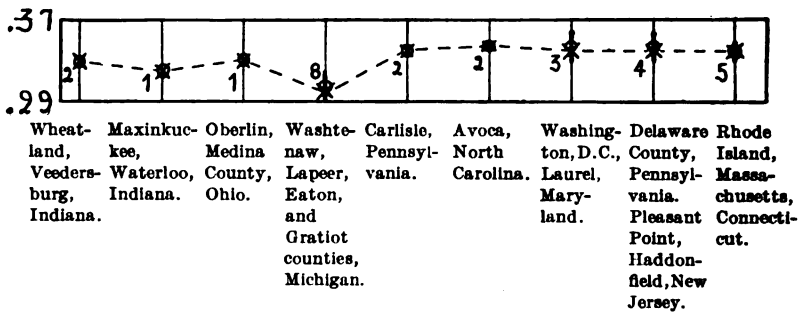 .37
2 1 1 8 2 2 3 4 5
.29
Wheat-
land,
Veeders-
burg,
Indiana.
Maxinkuc-
kee,
Waterloo,
Indiana.
Oberlin,
Medina
County,
Ohio.
Washte-
naw,
Lapeer,
Eaton,
and
Gratiot
counties,
Michigan.
Carlisle,
Pennsyl-
vania.
Avoca,
North
Carolina.
Washing-
ton, D.C.,
Laurel,
Mary-
land.
Delaware
County,
Pennsyl-
vania.
Pleasant
Point,
Haddon-
field, New
Jersey.
Rhode
Island,
Massa-
chusetts,
Connecti-
cut.